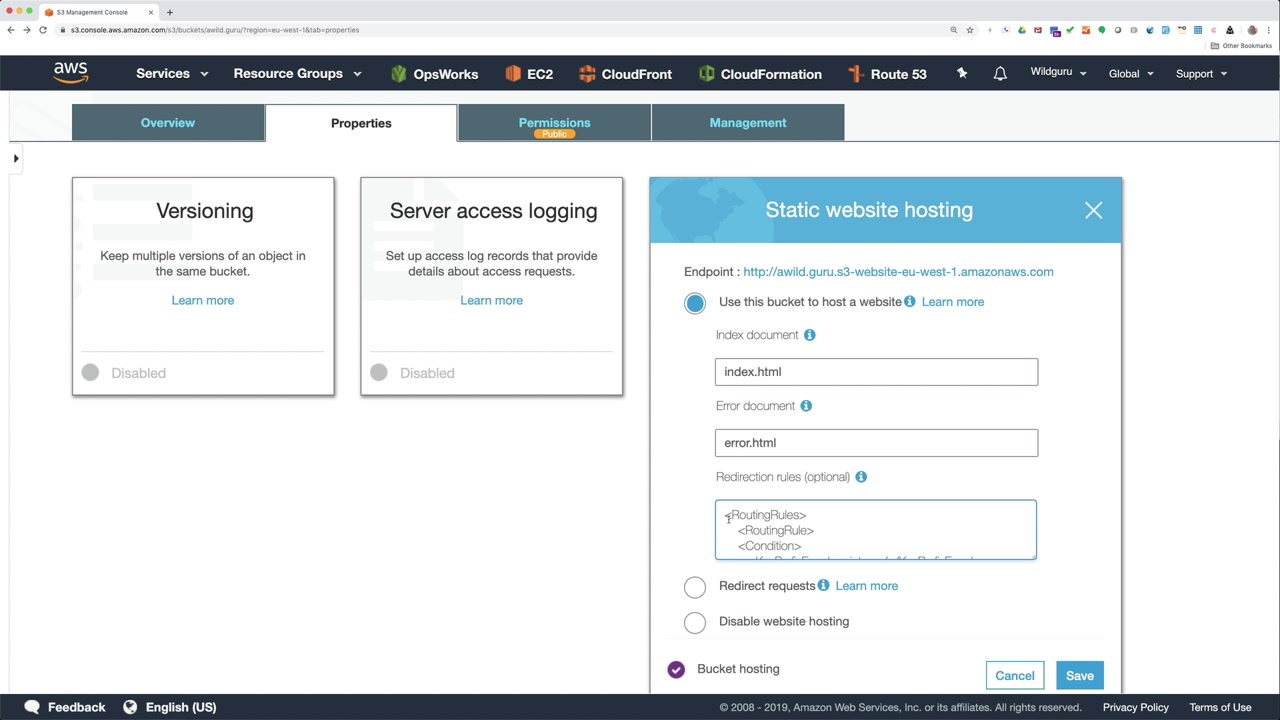 S3 Management Console
s3.console.aws.amazon.com/s3/buckets/awild.guru/?region=eu-west-1&tab=properties
Other Bookmarks
aws
Services
Resource Groups
OpsWorks
EC2
CloudFront
CloudFormation
Route 53
Wildguru
Global
Support
Overview
Properties
Permissions
Public
Management
Versioning
Keep multiple versions of an object in
the same bucket.
Learn more
Disabled
Server access logging
Set up access log records that provide
details about access requests.
Learn more
Disabled
Static website hosting
Endpoint : http://awild.guru.s3-website-eu-west-1.amazonaws.com
Use this bucket to host a website Learn more
Index document
index.html
Error document
error.html
Redirection rules (optional)
<RoutingRules>
<RoutingRule>
<Condition>
Redirect requests Learn more
Disable website hosting
Bucket hosting
Cancel
Save
Feedback
English (US)
© 2008 - 2019, Amazon Web Services, Inc. or its affiliates. All rights reserved.
Privacy Policy
Terms of Use